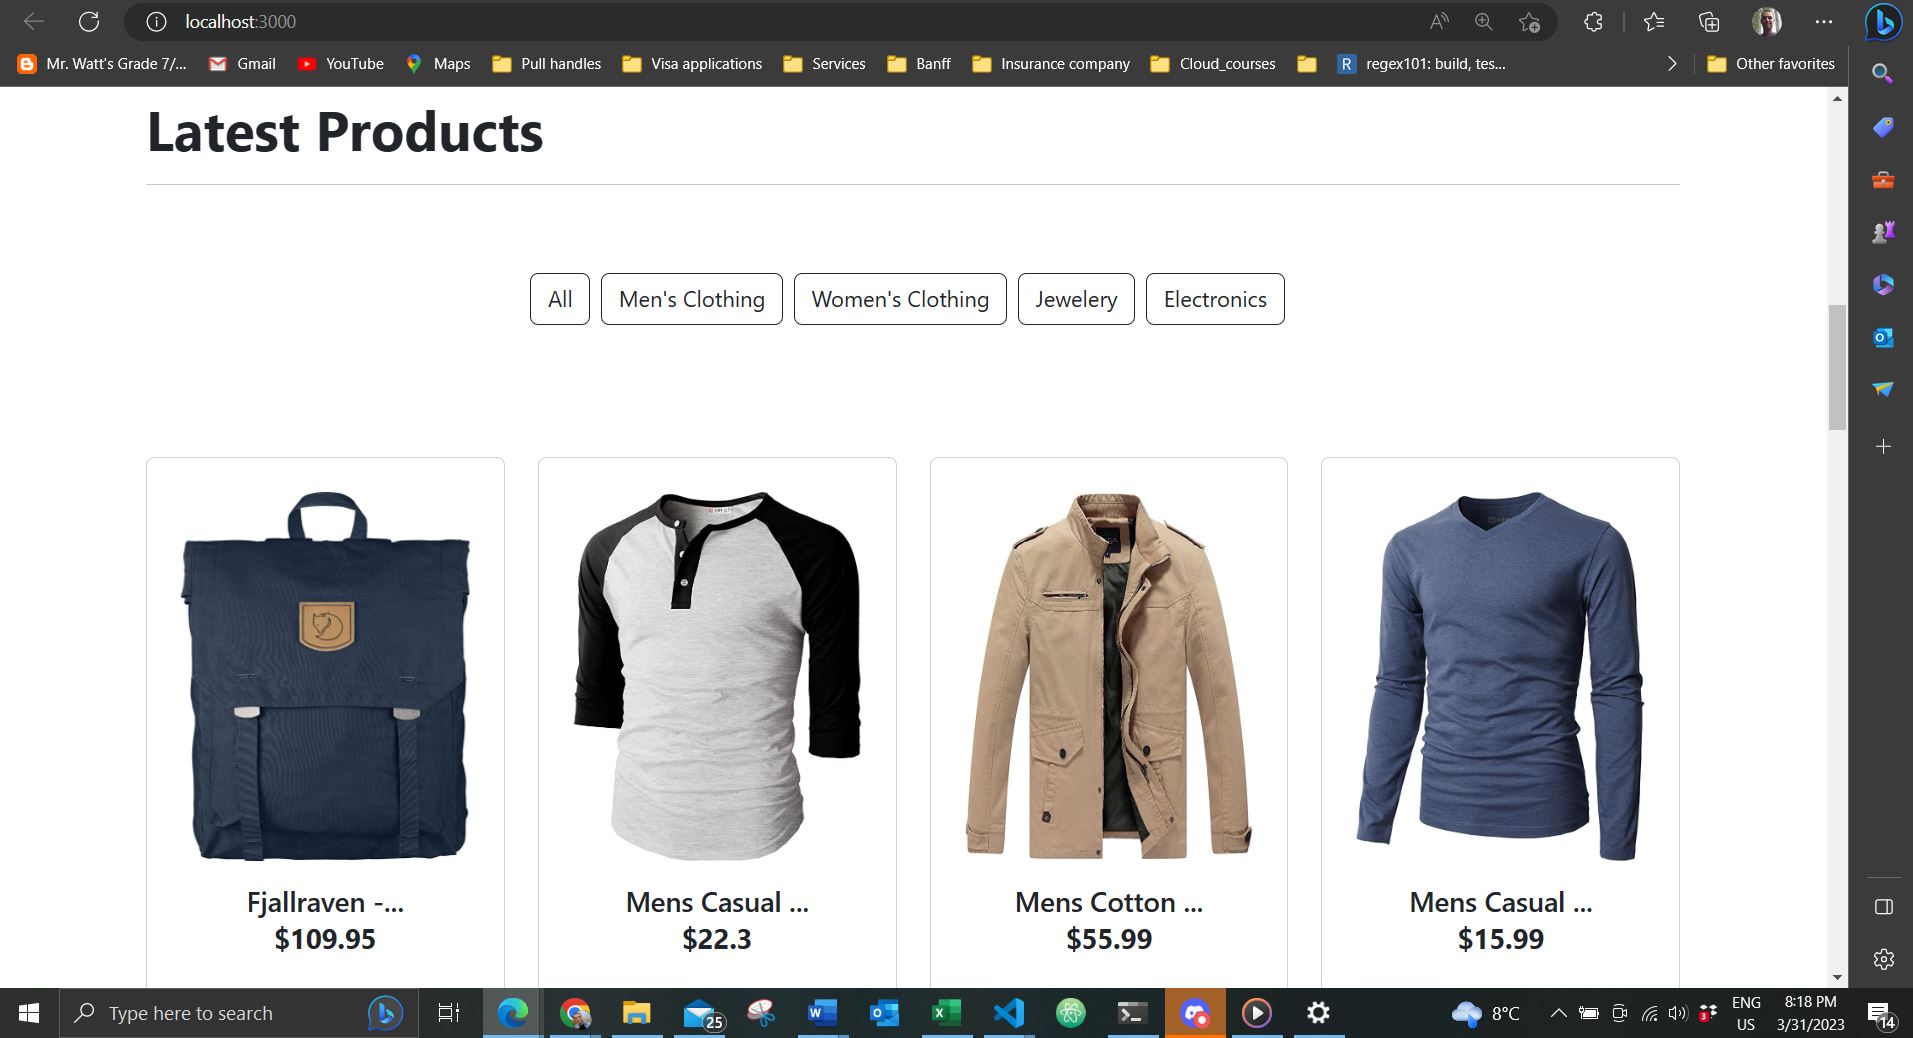 localhost:3000
Mr. Watt's Grade 7/... Gmail YouTube Maps Pull handles Visa applications Services Banff Insurance company Cloud_courses R regex101: build, tes... Other favorites
Latest Products
All Men's Clothing Women's Clothing Jewelery Electronics
Fjallraven -... Mens Casual ... Mens Cotton ... Mens Casual ...
$109.95 $22.3 $55.99 $15.99
Type here to search 25 8°C 3 ENG 8:18 PM
US 3/31/2023 14